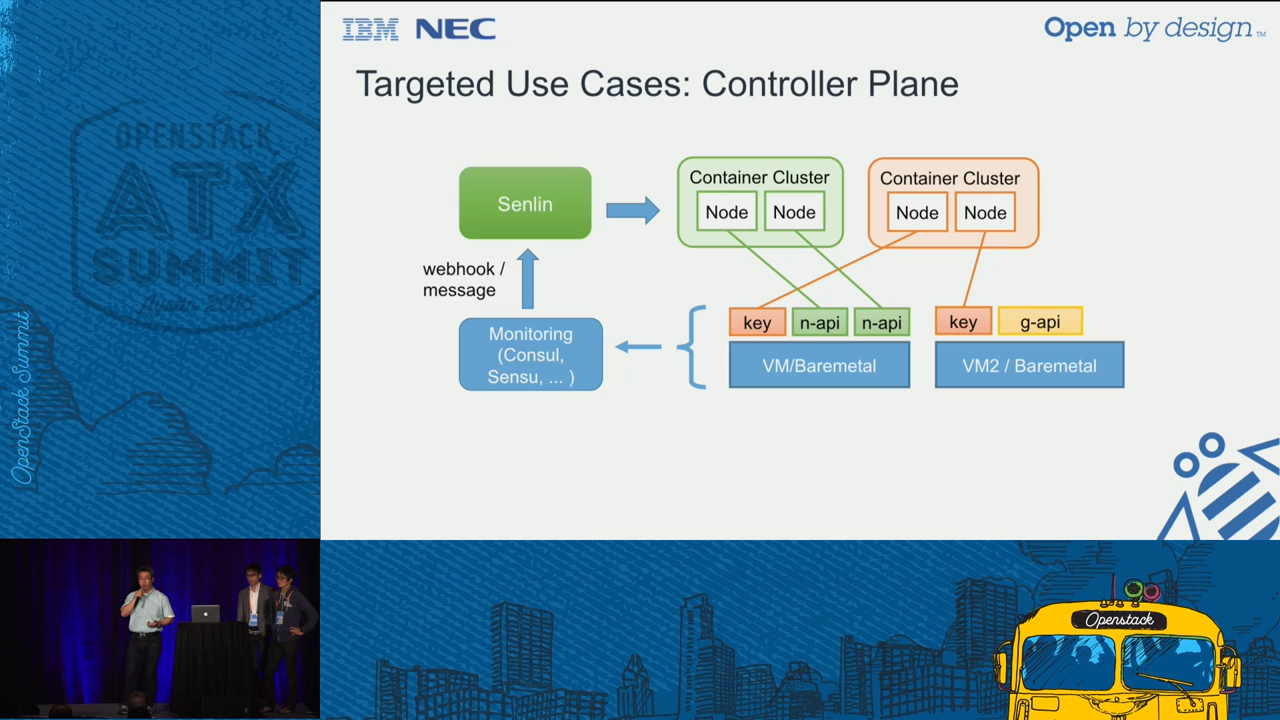 IBM NEC
Open by design™
Targeted Use Cases: Controller Plane
Senlin
Container Cluster
Node Node
Container Cluster
Node Node
webhook /
message
Monitoring
(Consul,
Sensu, ... )
key n-api n-api
VM/Baremetal
key g-api
VM2 / Baremetal
OPENSTACK
ATX
SUMMIT
OpenStack Summit
Openstack